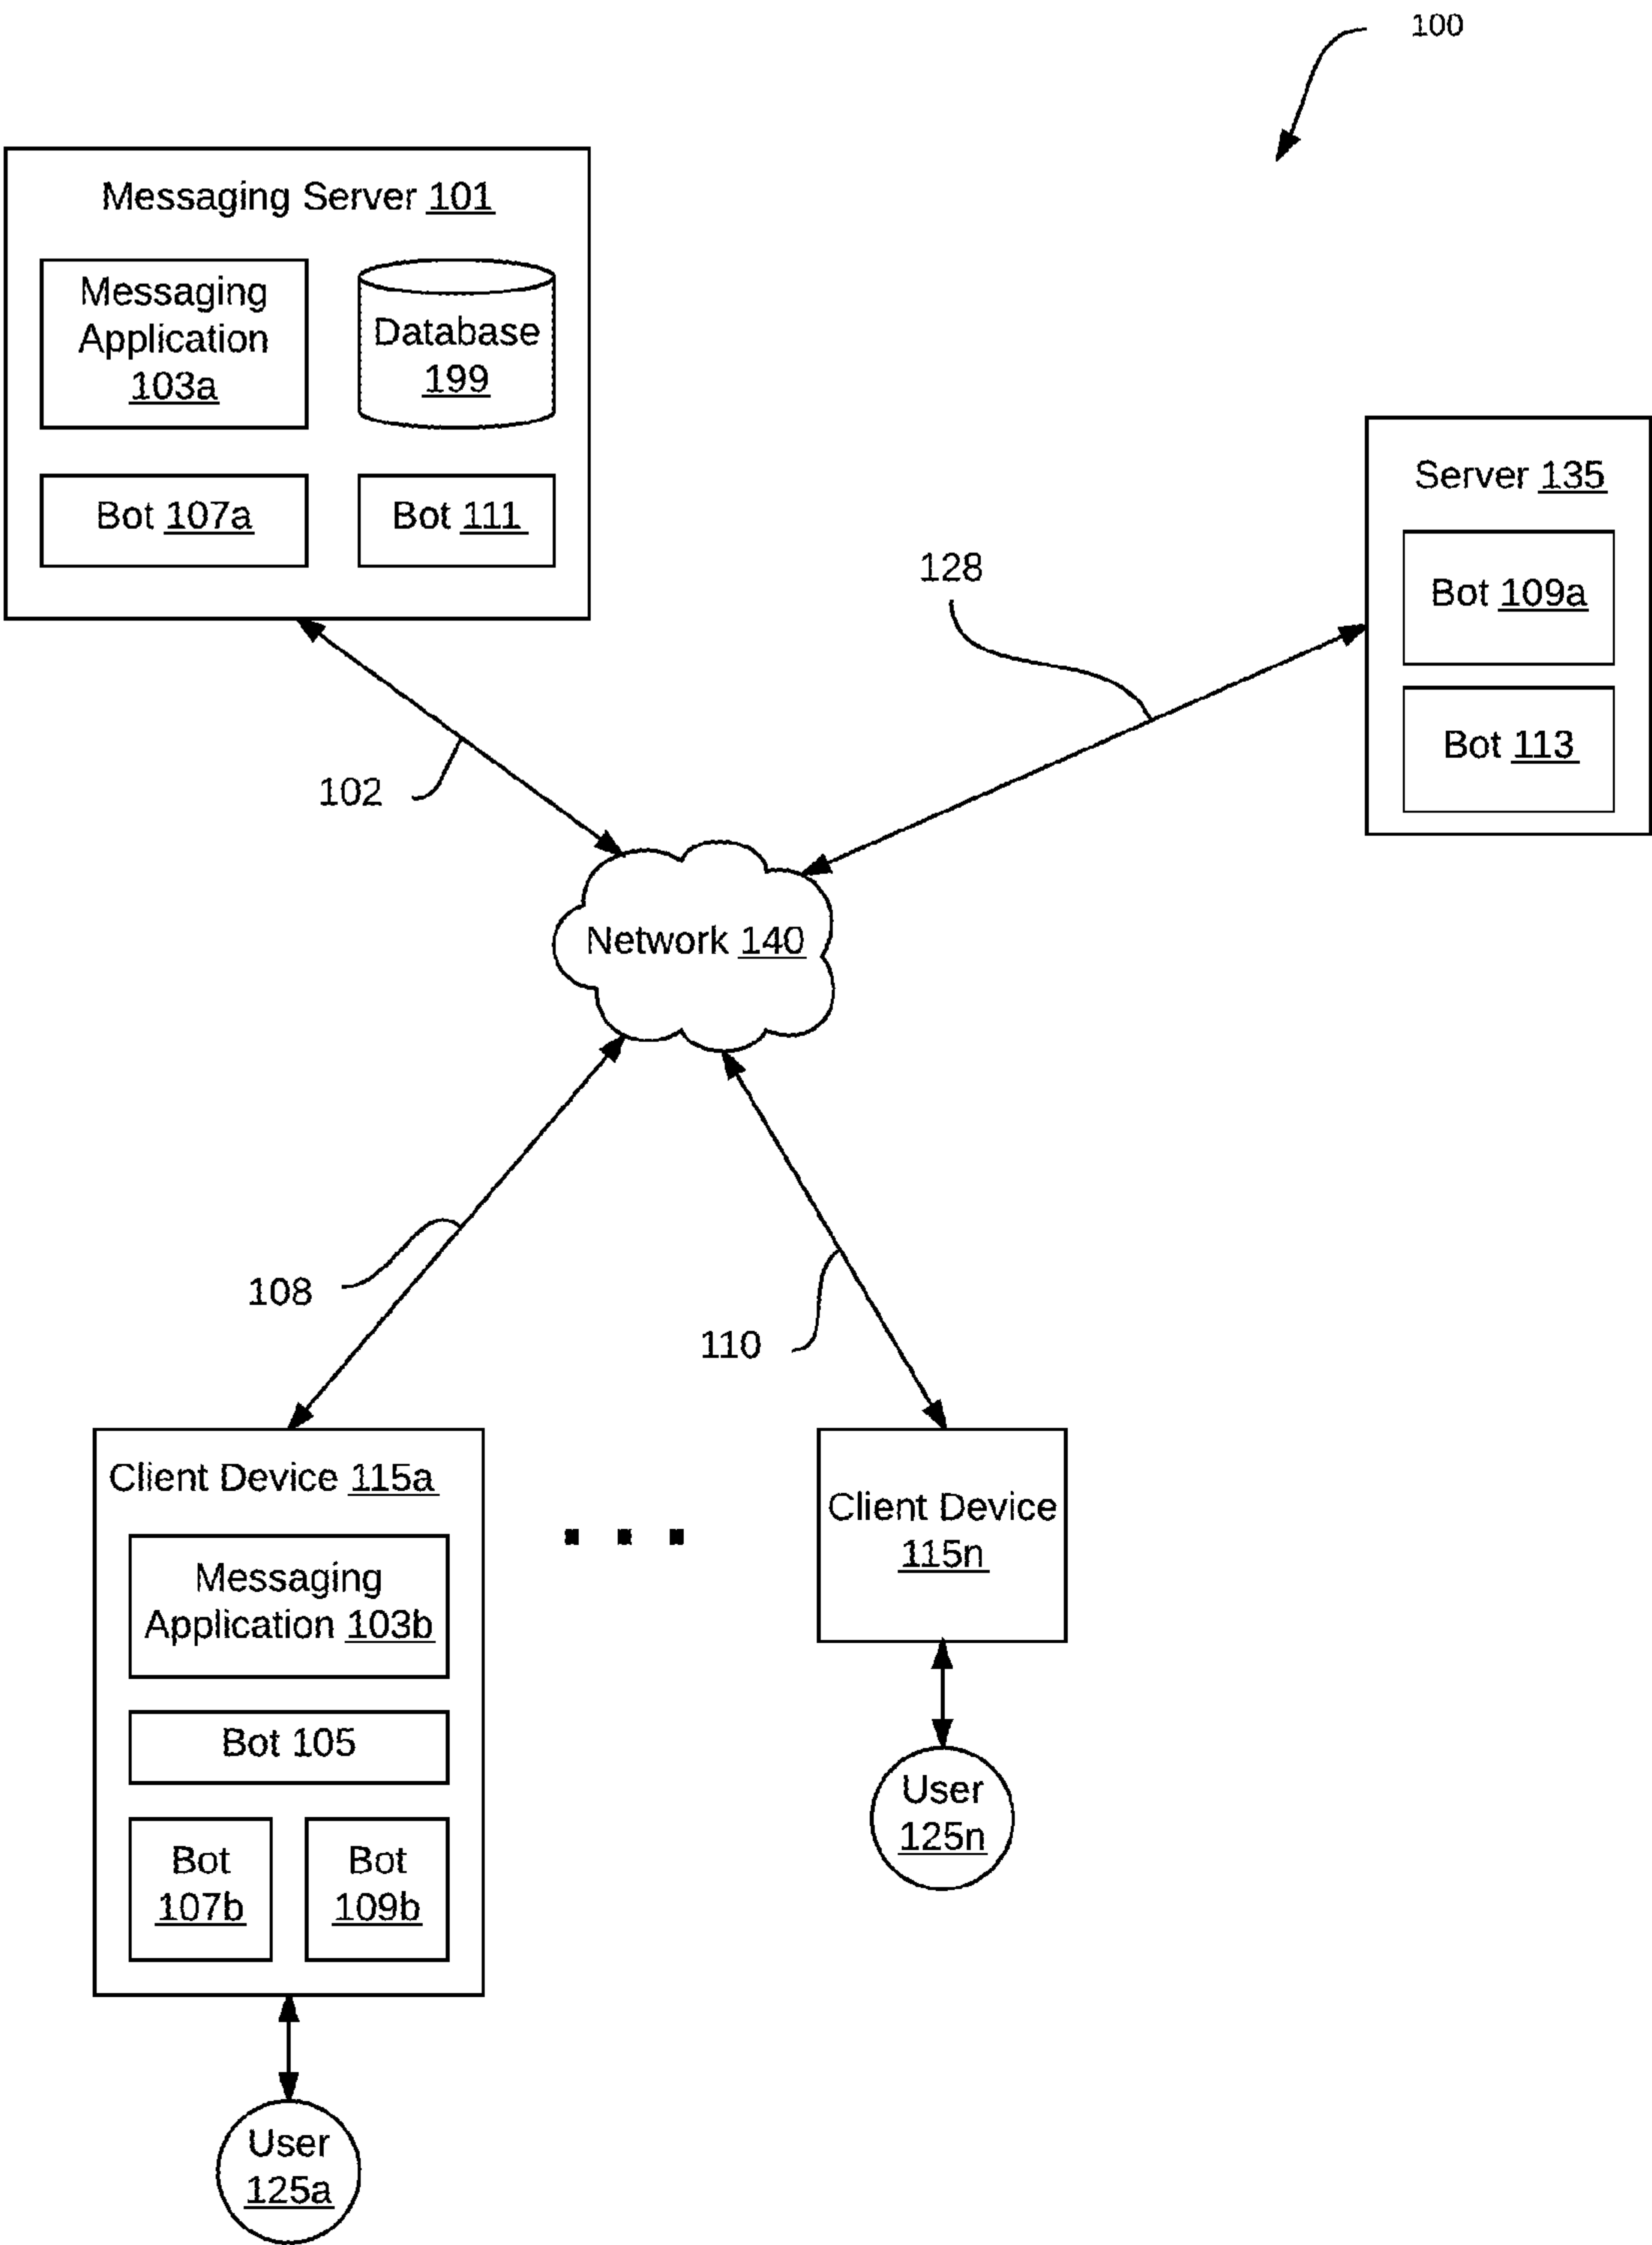 100
Messaging Server 101
Messaging
Application
103a
Database
199
Bot 107a
Bot 111
Server 135
Bot 109a
Bot 113
128
102
Network 140
108
110
Client Device 115a
Messaging
Application 103b
Bot 105
Bot
107b
Bot
109b
Client Device
115n
User
125n
User
125a